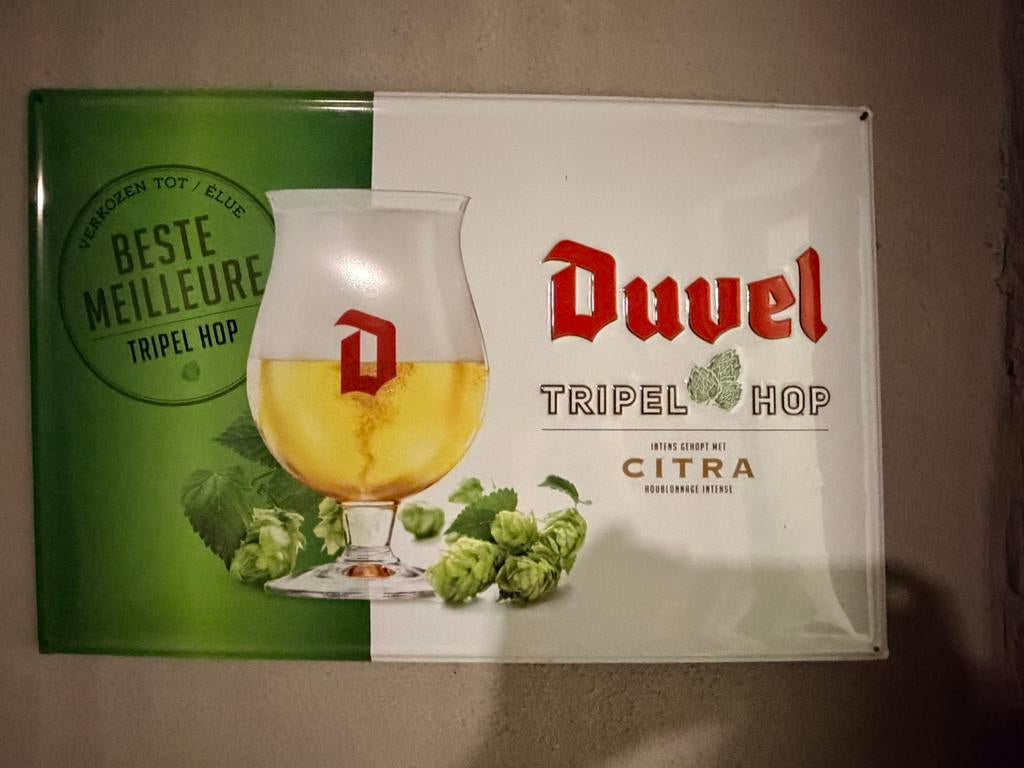 VERKOZEN TOT / ÉLUE
BESTE
MEILLEURE
TRIPEL HOP
D
Duvel
TRIPEL HOP
INTENS GEHOPT MET
CITRA
HOUBLONNAGE INTENSE